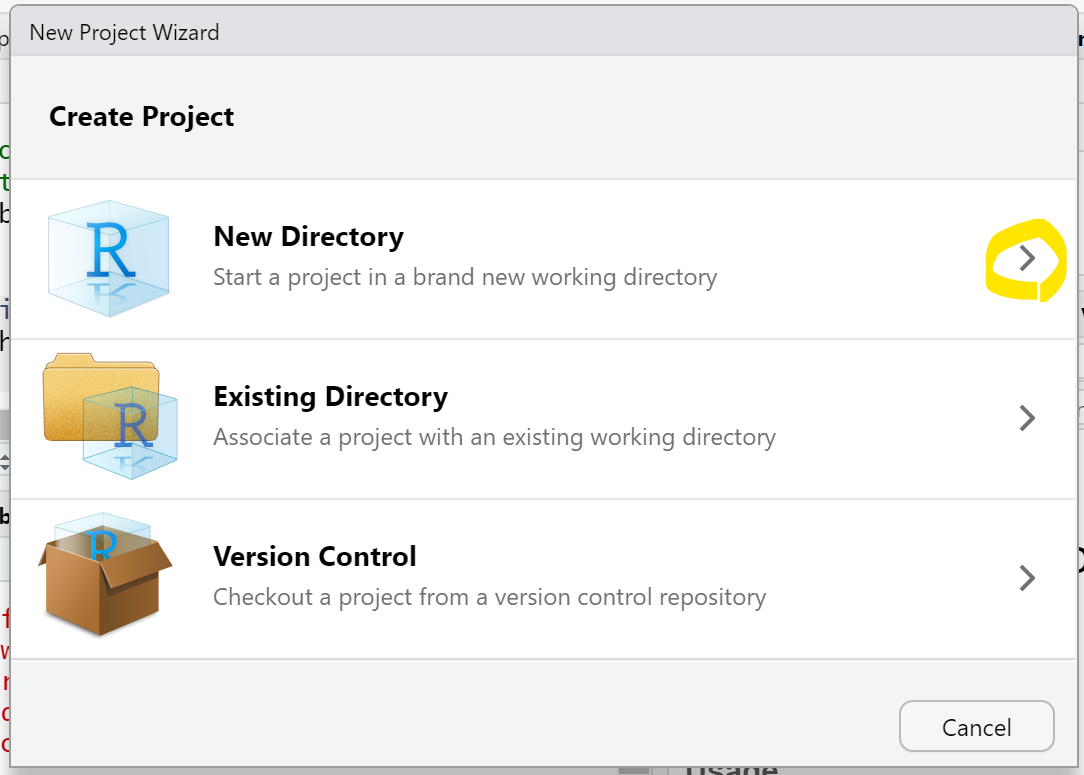 New Project Wizard
Create Project
R
New Directory
Start a project in a brand new working directory
R
Existing Directory
Associate a project with an existing working directory
R
Version Control
Checkout a project from a version control repository
Cancel
Usage